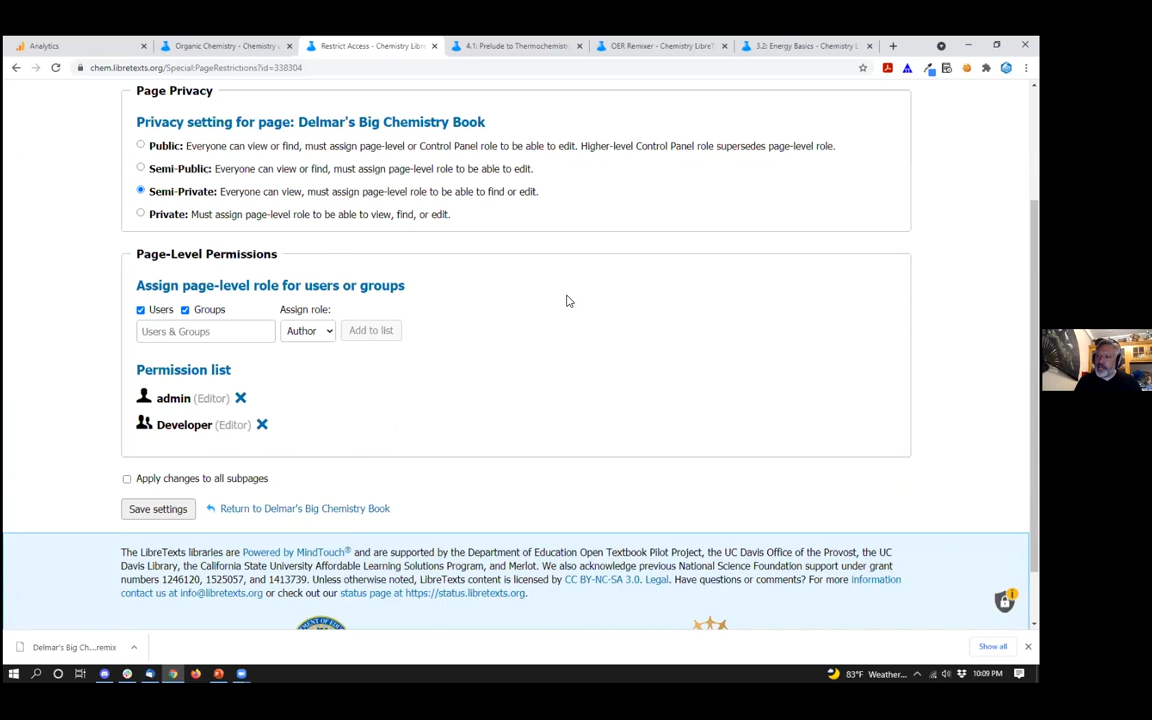 Analytics
Organic Chemistry - Chemistry
Restrict Access - Chemistry Libre
4.1: Prelude to Thermochemistr
OER Remixer - Chemistry LibreT
3.2: Energy Basics - Chemistry L
chem.libretexts.org/Special:PageRestrictions?id=338304
Page Privacy
Privacy setting for page: Delmar's Big Chemistry Book
Public: Everyone can view or find, must assign page-level or Control Panel role to be able to edit. Higher-level Control Panel role supersedes page-level role.
Semi-Public: Everyone can view or find, must assign page-level role to be able to edit.
Semi-Private: Everyone can view, must assign page-level role to be able to find or edit.
Private: Must assign page-level role to be able to view, find, or edit.
Page-Level Permissions
Assign page-level role for users or groups
Users Groups Assign role:
Users & Groups Author Add to list
Permission list
admin (Editor)
Developer (Editor)
Apply changes to all subpages
Save settings Return to Delmar's Big Chemistry Book
The LibreTexts libraries are Powered by MindTouch® and are supported by the Department of Education Open Textbook Pilot Project, the UC Davis Office of the Provost, the UC
Davis Library, the California State University Affordable Learning Solutions Program, and Merlot. We also acknowledge previous National Science Foundation support under grant
numbers 1246120, 1525057, and 1413739. Unless otherwise noted, LibreTexts content is licensed by CC BY-NC-SA 3.0. Legal. Have questions or comments? For more information
contact us at info@libretexts.org or check out our status page at https://status.libretexts.org.
Delmar's Big Ch....remix
Show all
83°F Weather...
10:09 PM